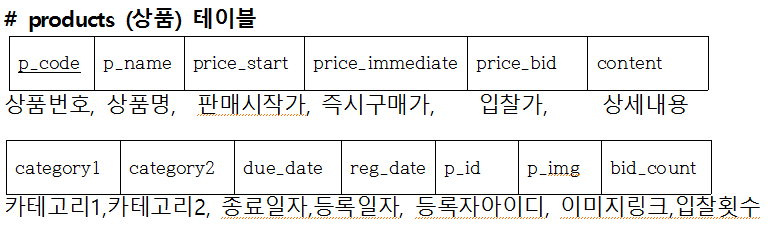 # products (상품) 테이블
p_code p_name price_start price_immediate price_bid content
상품번호, 상품명, 판매시작가, 즉시구매가, 입찰가, 상세내용
category1 category2 due_date reg_date p_id p_img bid_count
카테고리1,카테고리2, 종료일자,등록일자, 등록자아이디, 이미지링크,입찰횟수